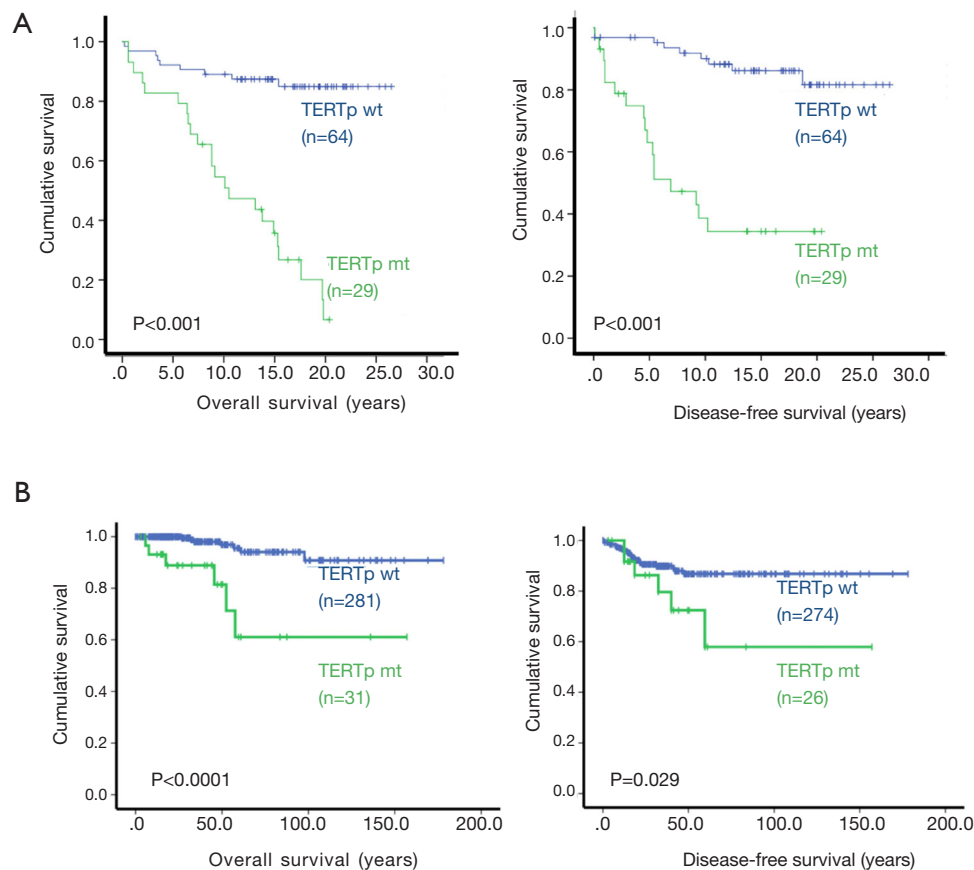 A
Cumulative survival
1.0
0.8
0.6
0.4
0.2
0.0
TERTp wt
(n=64)
TERTp mt
(n=29)
P<0.001
.0 5.0 10.0 15.0 20.0 25.0 30.0
Overall survival (years)
Cumulative survival
1.0
0.8
0.6
0.4
0.2
0.0
TERTp wt
(n=64)
TERTp mt
(n=29)
P<0.001
.0 5.0 10.0 15.0 20.0 25.0 30.0
Disease-free survival (years)
B
Cumulative survival
1.0
0.8
0.6
0.4
0.2
0.0
TERTp wt
(n=281)
TERTp mt
(n=31)
P<0.0001
.0 50.0 100.0 150.0 200.0
Overall survival (years)
Cumulative survival
1.0
0.8
0.6
0.4
0.2
0.0
TERTp wt
(n=274)
TERTp mt
(n=26)
P=0.029
.0 50.0 100.0 150.0 200.0
Disease-free survival (years)